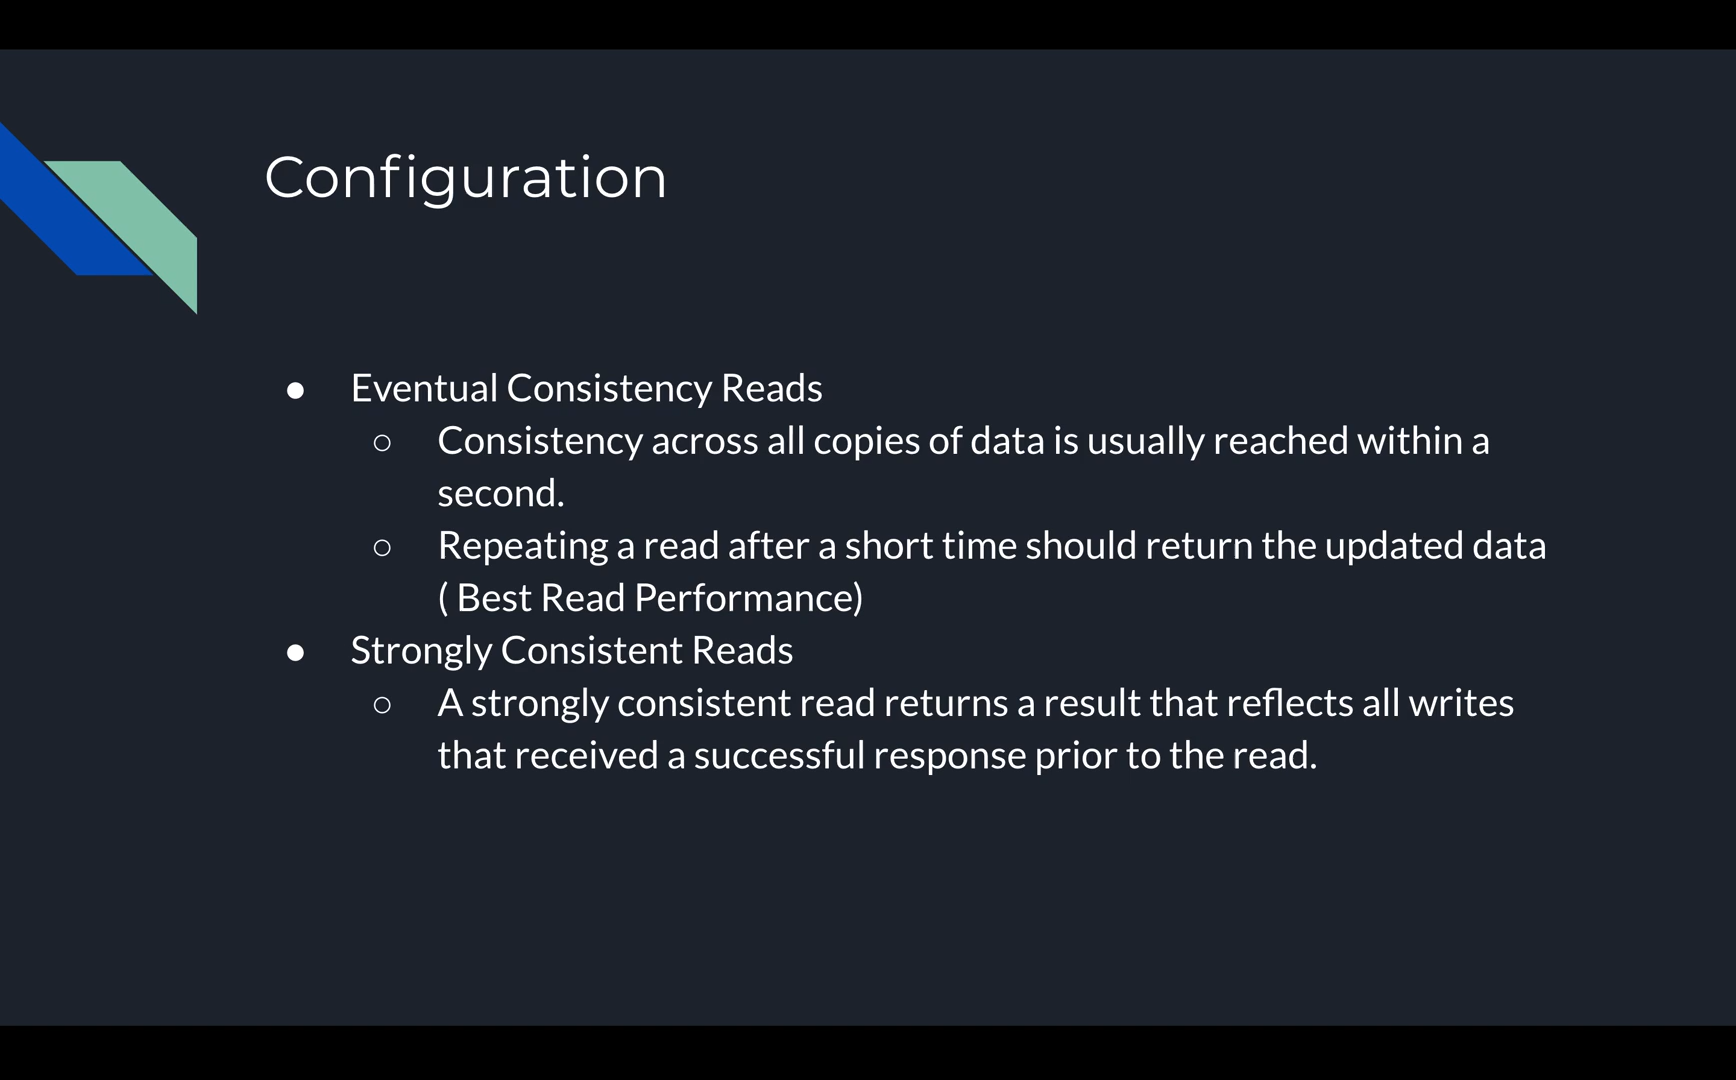 Configuration
● Eventual Consistency Reads
○ Consistency across all copies of data is usually reached within a
second.
○ Repeating a read after a short time should return the updated data
( Best Read Performance)
● Strongly Consistent Reads
○ A strongly consistent read returns a result that reflects all writes
that received a successful response prior to the read.